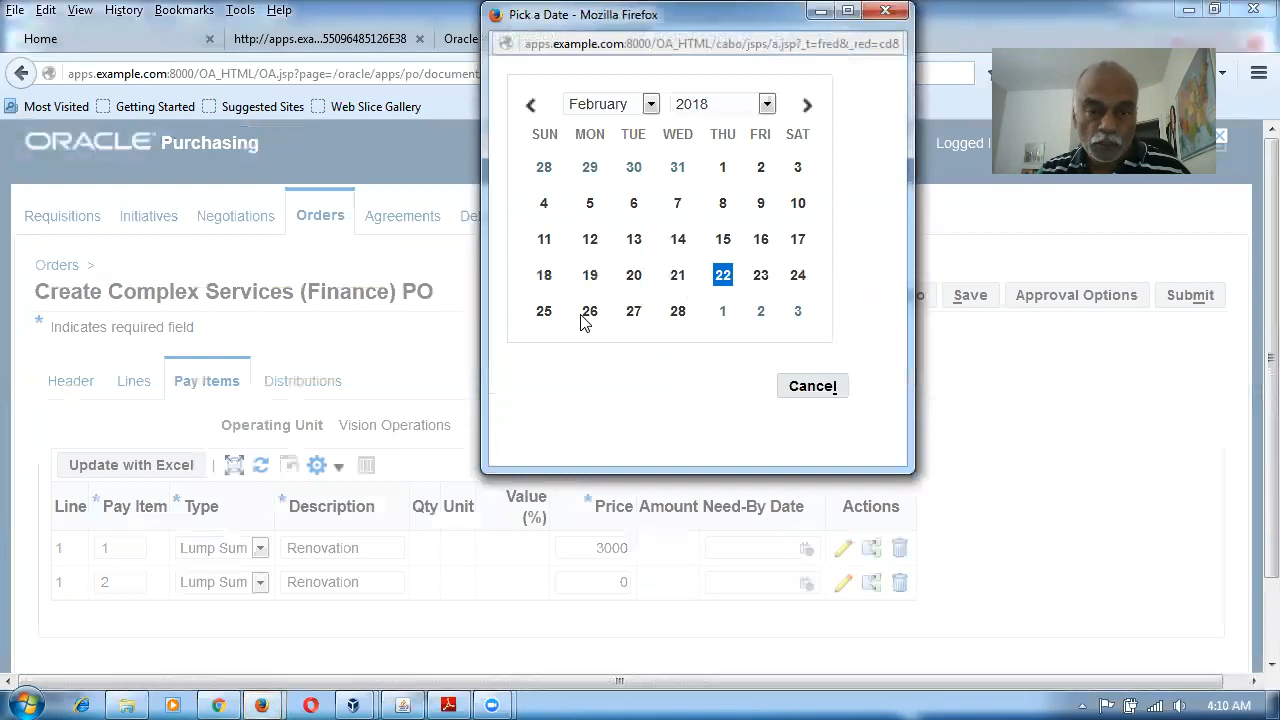 File Edit View History Bookmarks Tools Help
Pick a Date - Mozilla Firefox
Home × http://apps.exa...55096485126E38 × Oracle
apps.example.com:8000/OA_HTML/cabo/jsps/a.jsp?_t=fred&_red=cd8
apps.example.com:8000/OA_HTML/OA.jsp?page=/oracle/apps/po/document
Most Visited Getting Started Suggested Sites Web Slice Gallery
ORACLE Purchasing
Logged
February 2018
SUN MON TUE WED THU FRI SAT
28 29 30 31 1 2 3
4 5 6 7 8 9 10
11 12 13 14 15 16 17
18 19 20 21 22 23 24
25 26 27 28 1 2 3
Cancel
Requisitions Initiatives Negotiations Orders Agreements
Orders >
Create Complex Services (Finance) PO
Save Approval Options Submit
* Indicates required field
Header Lines Pay Items Distributions
Operating Unit Vision Operations
Update with Excel
Line * Pay Item * Type * Description Qty Unit Value (%) * Price Amount Need-By Date Actions
1 1 Lump Sum Renovation 3000
1 2 Lump Sum Renovation 0
4:10 AM